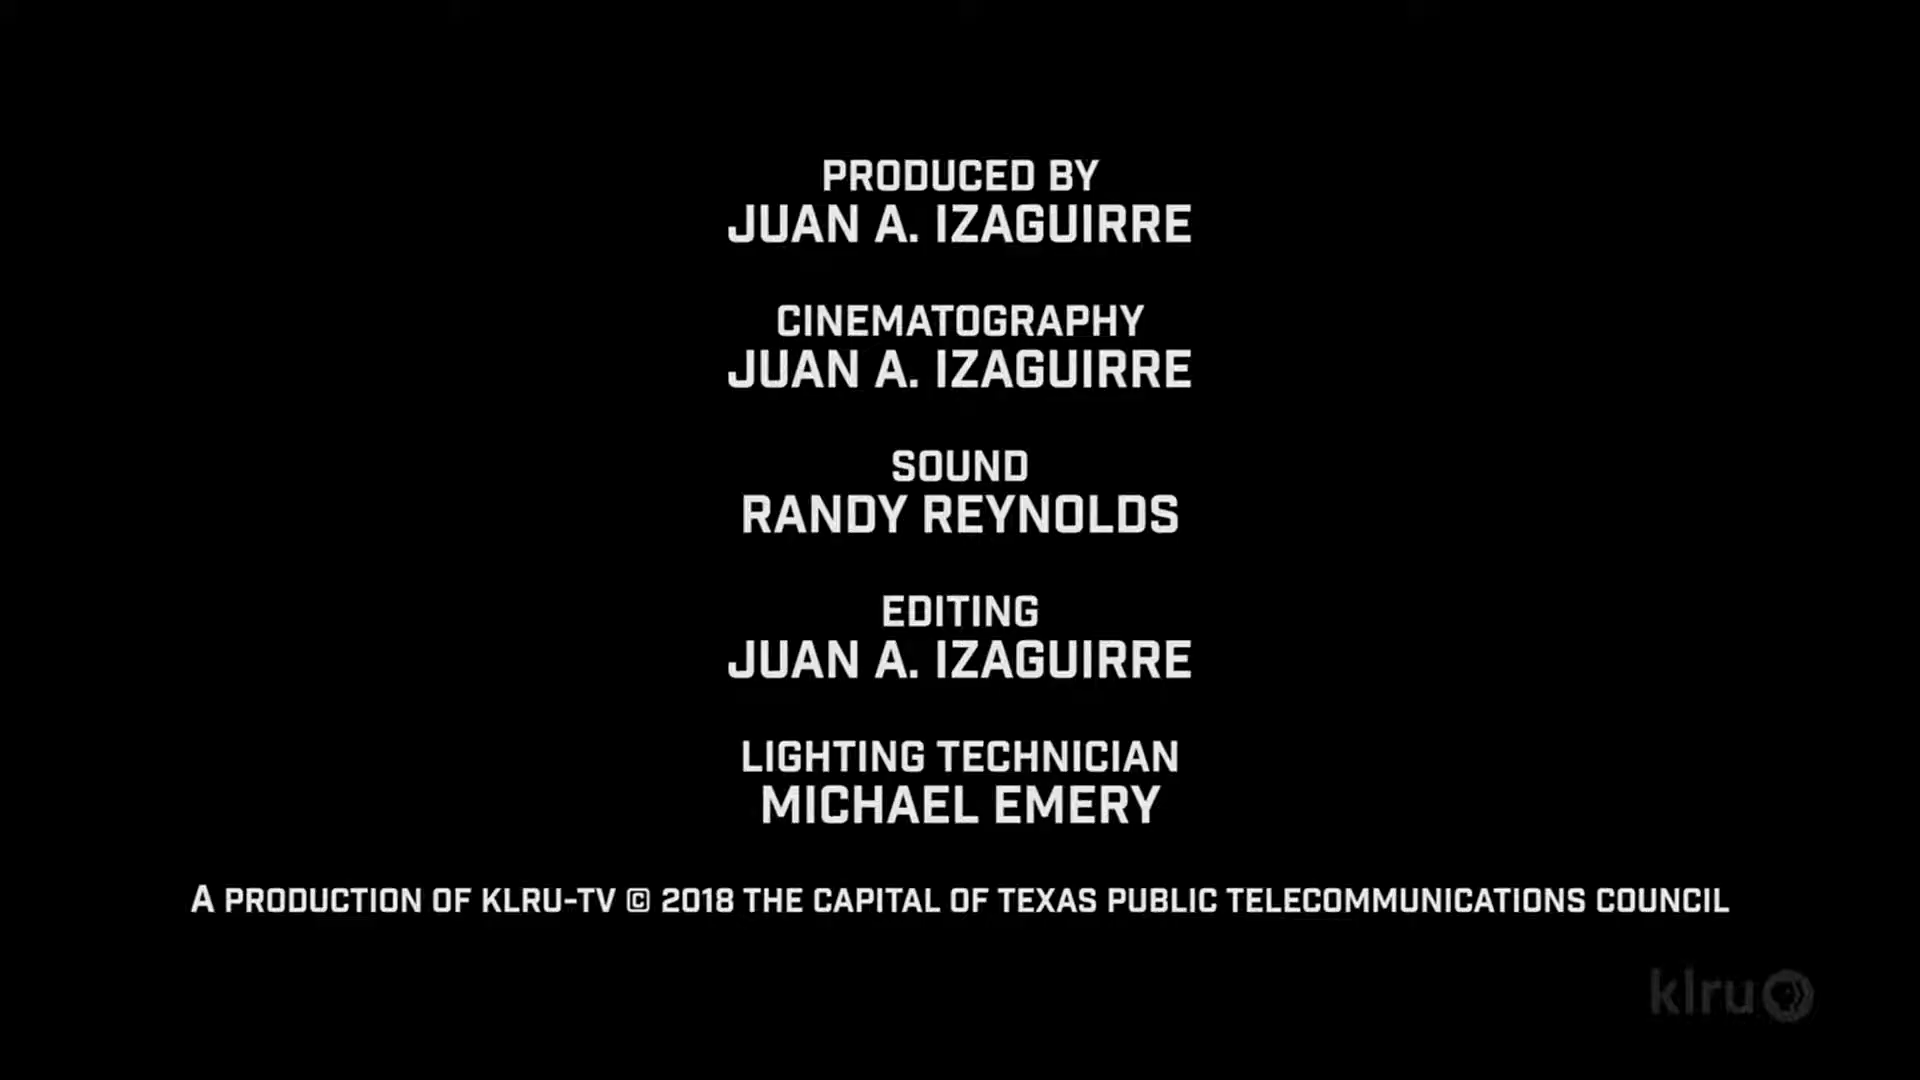 PRODUCED BY
JUAN A. IZAGUIRRE
CINEMATOGRAPHY
JUAN A. IZAGUIRRE
SOUND
RANDY REYNOLDS
EDITING
JUAN A. IZAGUIRRE
LIGHTING TECHNICIAN
MICHAEL EMERY
A PRODUCTION OF KLRU-TV © 2018 THE CAPITAL OF TEXAS PUBLIC TELECOMMUNICATIONS COUNCIL
klru